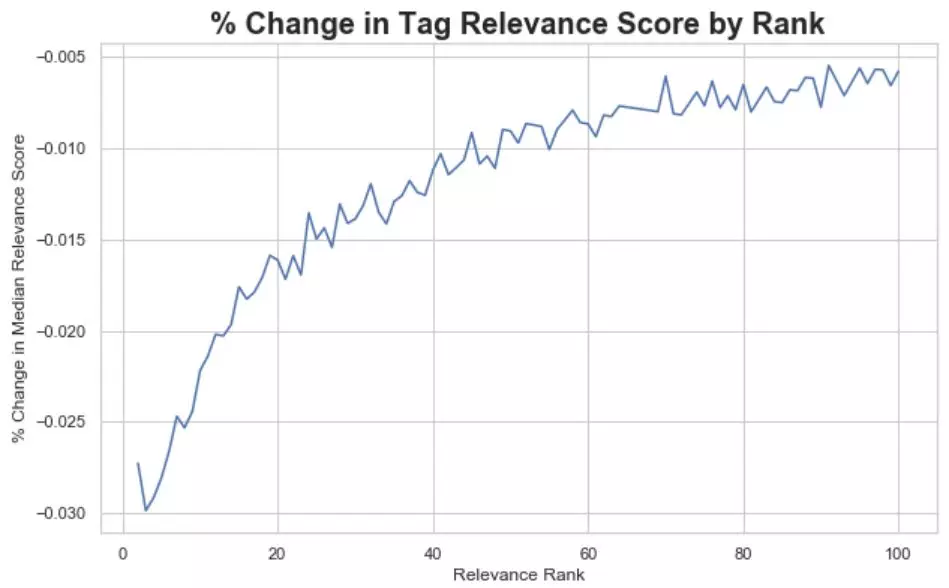 % Change in Tag Relevance Score by Rank
% Change in Median Relevance Score
−0.005
−0.010
−0.015
−0.020
−0.025
−0.030
0 20 40 60 80 100
Relevance Rank